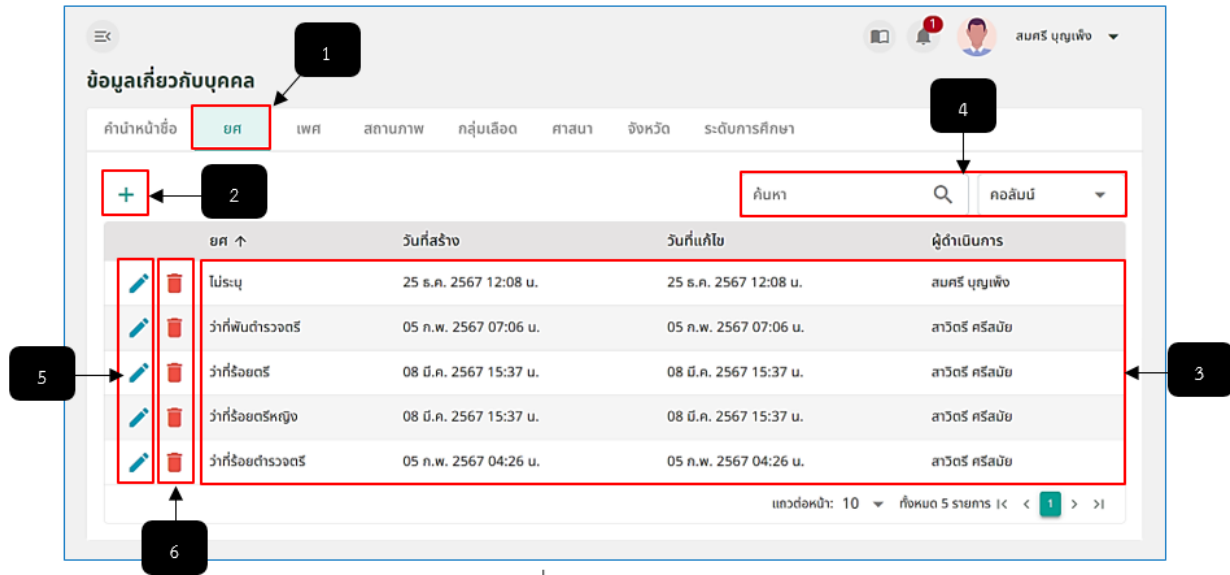 1
สมศรี บุญเพ็ง
1
ข้อมูลเกี่ยวกับบุคคล
4
คำนำหน้าชื่อ ยศ เพศ สถานภาพ กลุ่มเลือด ศาสนา จังหวัด ระดับการศึกษา
+ 2 ค้นหา คอลัมน์
ยศ ↑ วันที่สร้าง วันที่แก้ไข ผู้ดำเนินการ
ไม่ระบุ 25 ธ.ค. 2567 12:08 น. 25 ธ.ค. 2567 12:08 น. สมศรี บุญเพ็ง
ว่าที่พันตำรวจตรี 05 ก.พ. 2567 07:06 น. 05 ก.พ. 2567 07:06 น. สาวิตรี ศรีสมัย
5 ว่าที่ร้อยตรี 08 มี.ค. 2567 15:37 น. 08 มี.ค. 2567 15:37 น. สาวิตรี ศรีสมัย 3
ว่าที่ร้อยตรีหญิง 08 มี.ค. 2567 15:37 น. 08 มี.ค. 2567 15:37 น. สาวิตรี ศรีสมัย
ว่าที่ร้อยตำรวจตรี 05 ก.พ. 2567 04:26 น. 05 ก.พ. 2567 04:26 น. สาวิตรี ศรีสมัย
แถวต่อหน้า: 10 ทั้งหมด 5 รายการ |< < 1 > >|
6